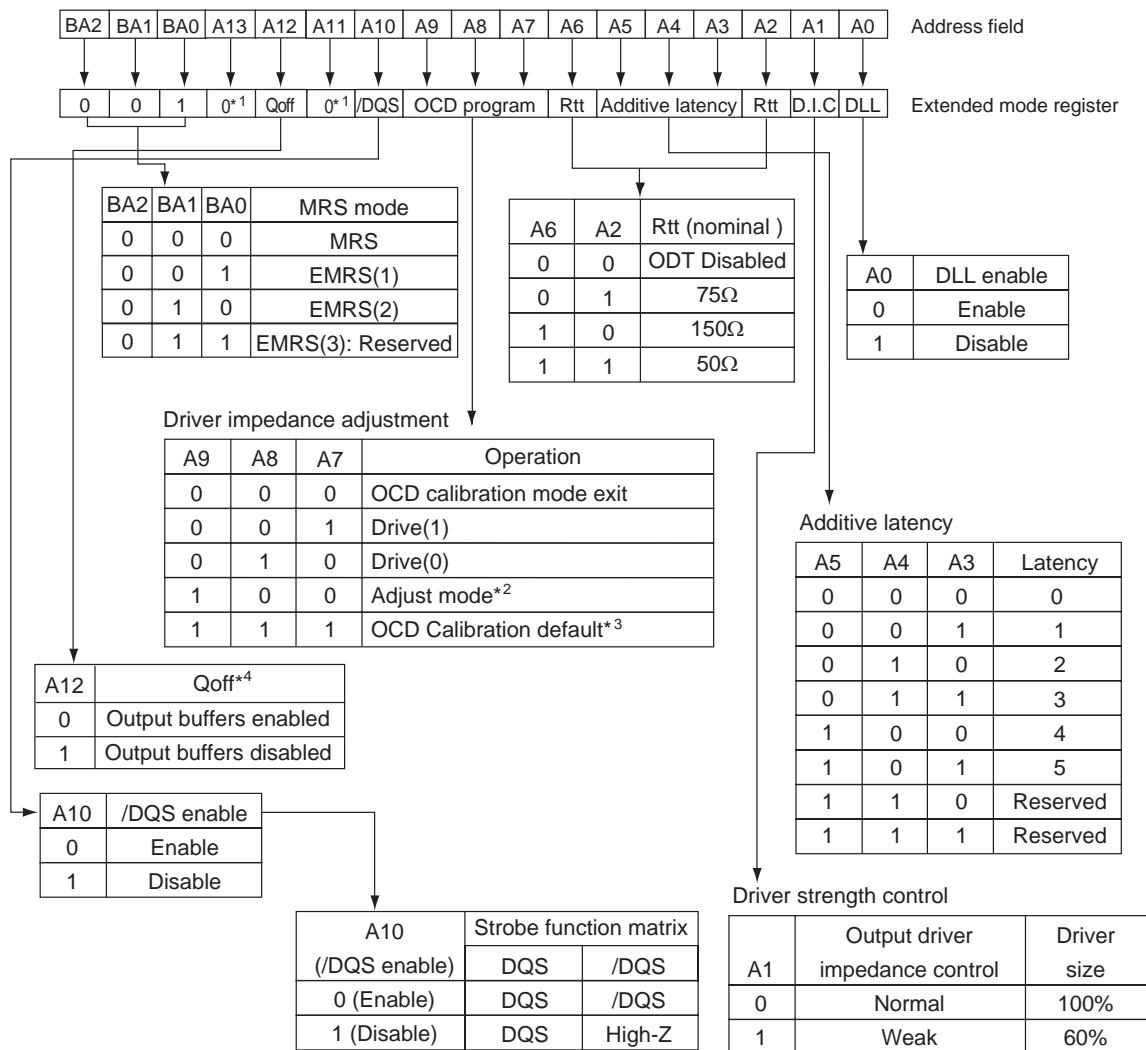 BA2 BA1 BA0 A13 A12 A11 A10 A9 A8 A7 A6 A5 A4 A3 A2 A1 A0 Address field
0 0 1 0*1 Qoff 0*1 /DQS OCD program Rtt Additive latency Rtt D.I.C DLL Extended mode register
BA2 BA1 BA0 MRS mode
0 0 0 MRS
0 0 1 EMRS(1)
0 1 0 EMRS(2)
0 1 1 EMRS(3): Reserved
A6 A2 Rtt (nominal )
0 0 ODT Disabled
0 1 75Ω
1 0 150Ω
1 1 50Ω
A0 DLL enable
0 Enable
1 Disable
Driver impedance adjustment
A9 A8 A7 Operation
0 0 0 OCD calibration mode exit
0 0 1 Drive(1)
0 1 0 Drive(0)
1 0 0 Adjust mode*2
1 1 1 OCD Calibration default*3
Additive latency
A5 A4 A3 Latency
0 0 0 0
0 0 1 1
0 1 0 2
0 1 1 3
1 0 0 4
1 0 1 5
1 1 0 Reserved
1 1 1 Reserved
A12 Qoff*4
0 Output buffers enabled
1 Output buffers disabled
A10 /DQS enable
0 Enable
1 Disable
A10 Strobe function matrix
(/DQS enable) DQS /DQS
0 (Enable) DQS /DQS
1 (Disable) DQS High-Z
Driver strength control
Output driver Driver
A1 impedance control size
0 Normal 100%
1 Weak 60%